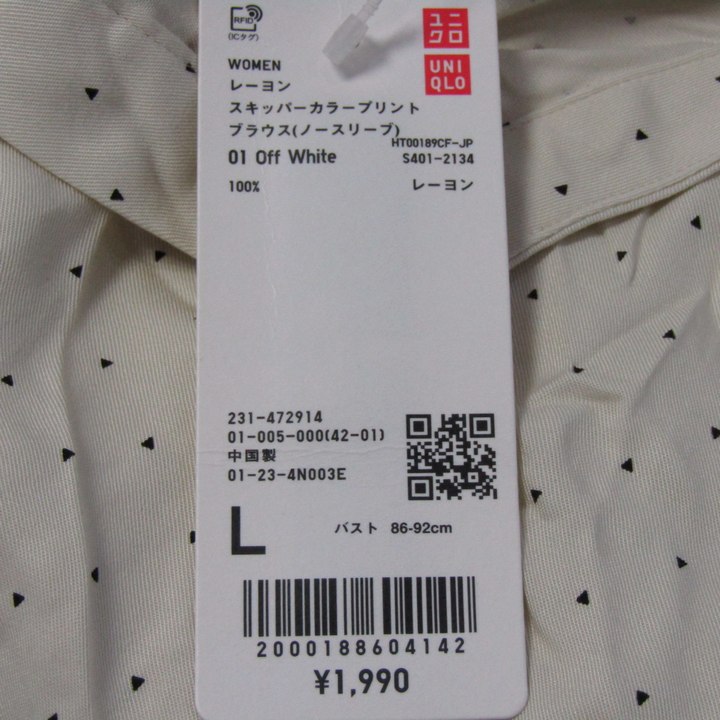 RFID
(ICタグ)
ユニ
クロ
UNI
QLO
WOMEN
レーヨン
スキッパーカラープリント
ブラウス(ノースリーブ)
HT00189CF-JP
01 Off White S401-2134
100% レーヨン
231-472914
01-005-000(42-01)
中国製
01-23-4N003E
L バスト 86-92cm
2000188604142
¥1,990